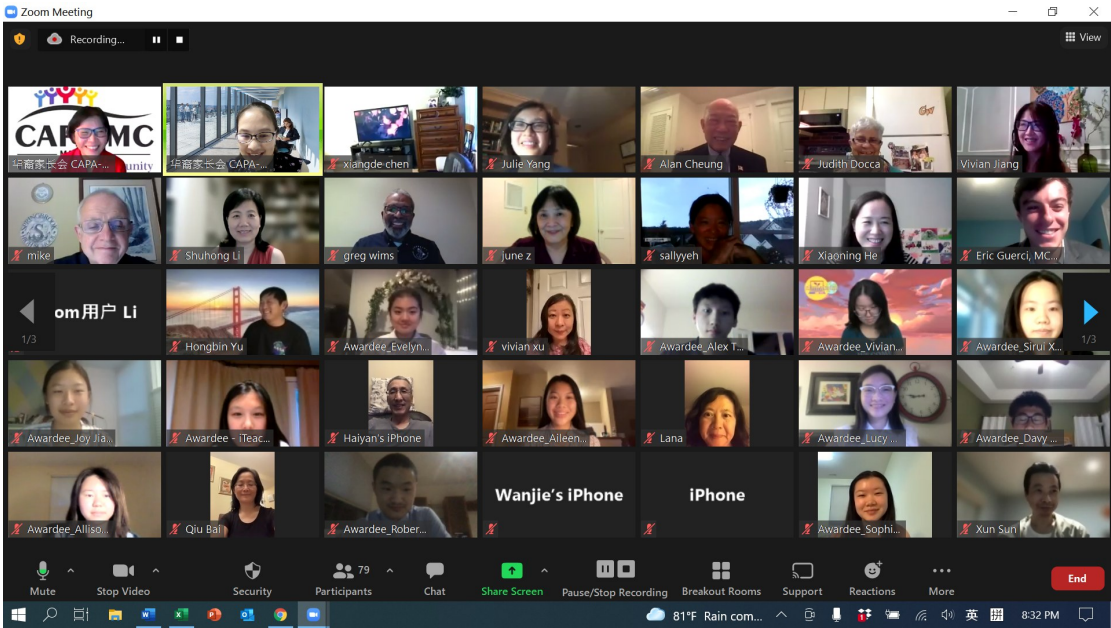 Zoom Meeting
Recording...
View
CAPA-MC
unity
华裔家长会 CAPA-...
华裔家长会 CAPA-...
xiangde chen
Julie Yang
Alan Cheung
Judith Docca
Vivian Jiang
mike
Shuhong Li
greg wims
june z
sallyyeh
Xiaoning He
Eric Guerci, MC...
om用户 Li
1/3
Hongbin Yu
Awardee_Evelyn...
vivian xu
Awardee_Alex T...
Awardee_Vivian...
Awardee_Sirui X...
1/3
Awardee_Joy Jia...
Awardee - iTeac...
Haiyan's iPhone
Awardee_Aileen...
Lana
Awardee_Lucy ...
Awardee_Davy ...
Awardee_Alliso...
Qiu Bai
Awardee_Rober...
Wanjie's iPhone
iPhone
Awardee_Sophi...
Xun Sun
Mute
Stop Video
Security
79
Participants
Chat
Share Screen
Pause/Stop Recording
Breakout Rooms
Support
Reactions
More
End
81°F Rain com...
英
拼
8:32 PM